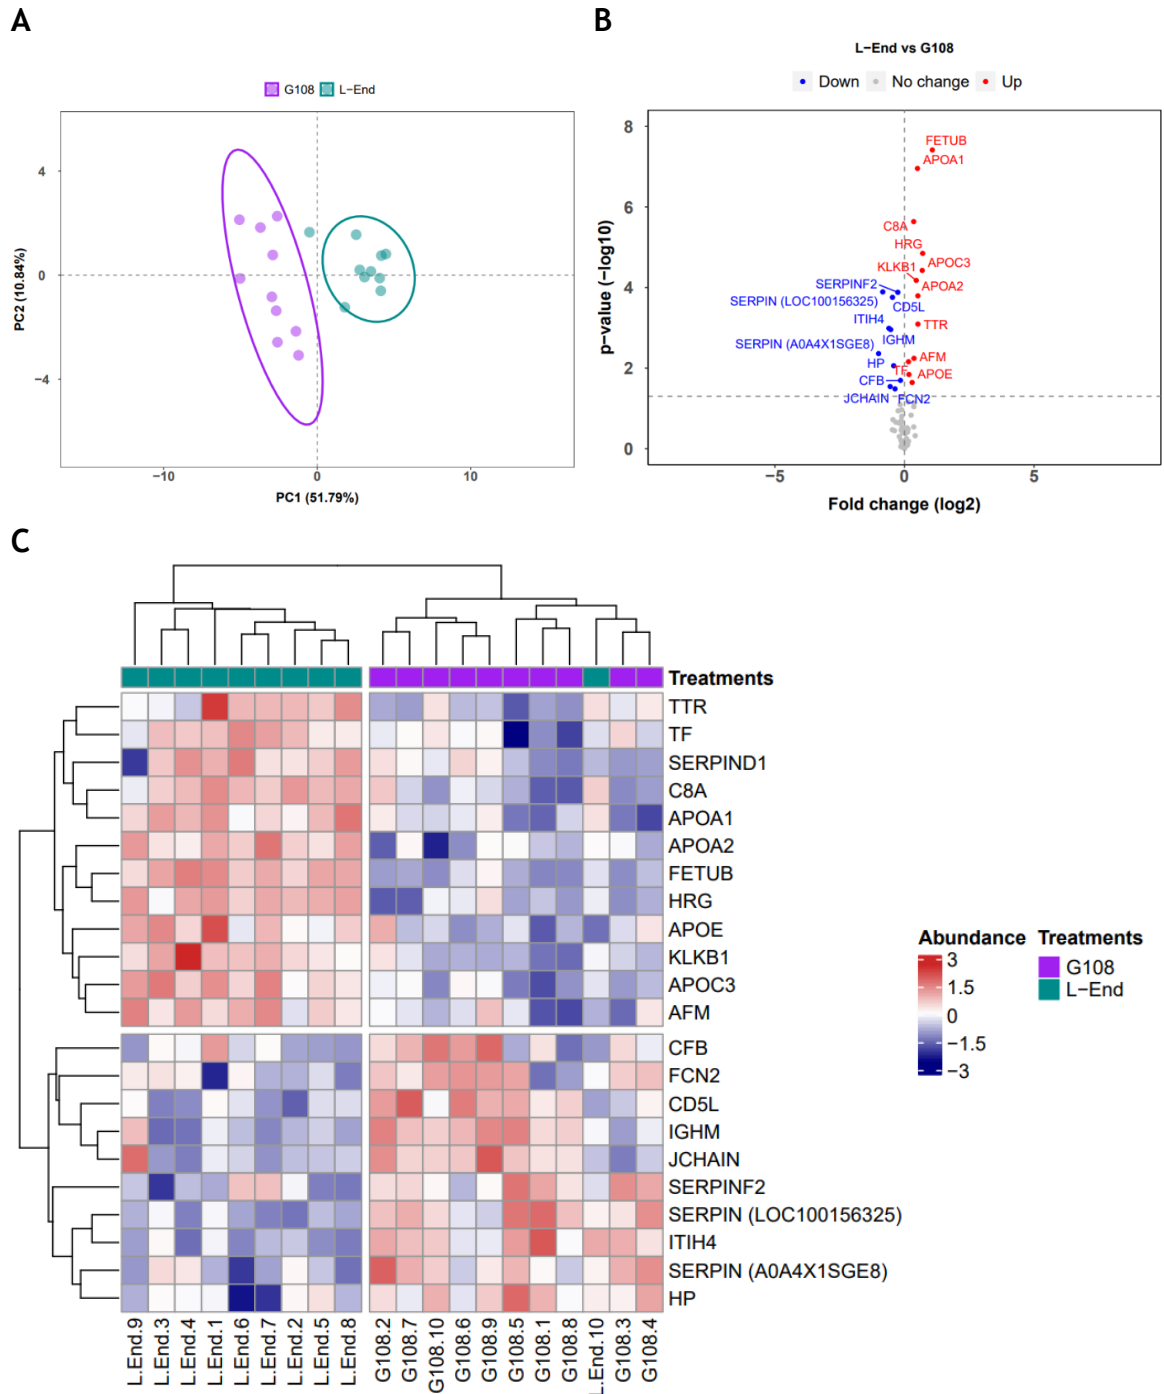 A
G108 L−End
4
0
−4
PC2 (10.84%)
−10 0 10
PC1 (51.79%)
B
L−End vs G108
Down No change Up
8
6
4
2
0
p−value (−log10)
FETUB
APOA1
C8A
HRG
APOC3
KLKB1
APOA2
SERPINF2
SERPIN (LOC100156325)
CD5L
ITIH4
TTR
IGHM
SERPIN (A0A4X1SGE8)
AFM
HP
TF
APOE
CFB
JCHAIN
FCN2
−5 0 5
Fold change (log2)
C
Treatments
TTR
TF
SERPIND1
C8A
APOA1
APOA2
FETUB
HRG
APOE
KLKB1
APOC3
AFM
CFB
FCN2
CD5L
IGHM
JCHAIN
SERPINF2
SERPIN (LOC100156325)
ITIH4
SERPIN (A0A4X1SGE8)
HP
L.End.9
L.End.3
L.End.4
L.End.1
L.End.6
L.End.7
L.End.2
L.End.5
L.End.8
G108.2
G108.7
G108.10
G108.6
G108.9
G108.5
G108.1
G108.8
L.End.10
G108.3
G108.4
Abundance
3
1.5
0
−1.5
−3
Treatments
G108
L−End